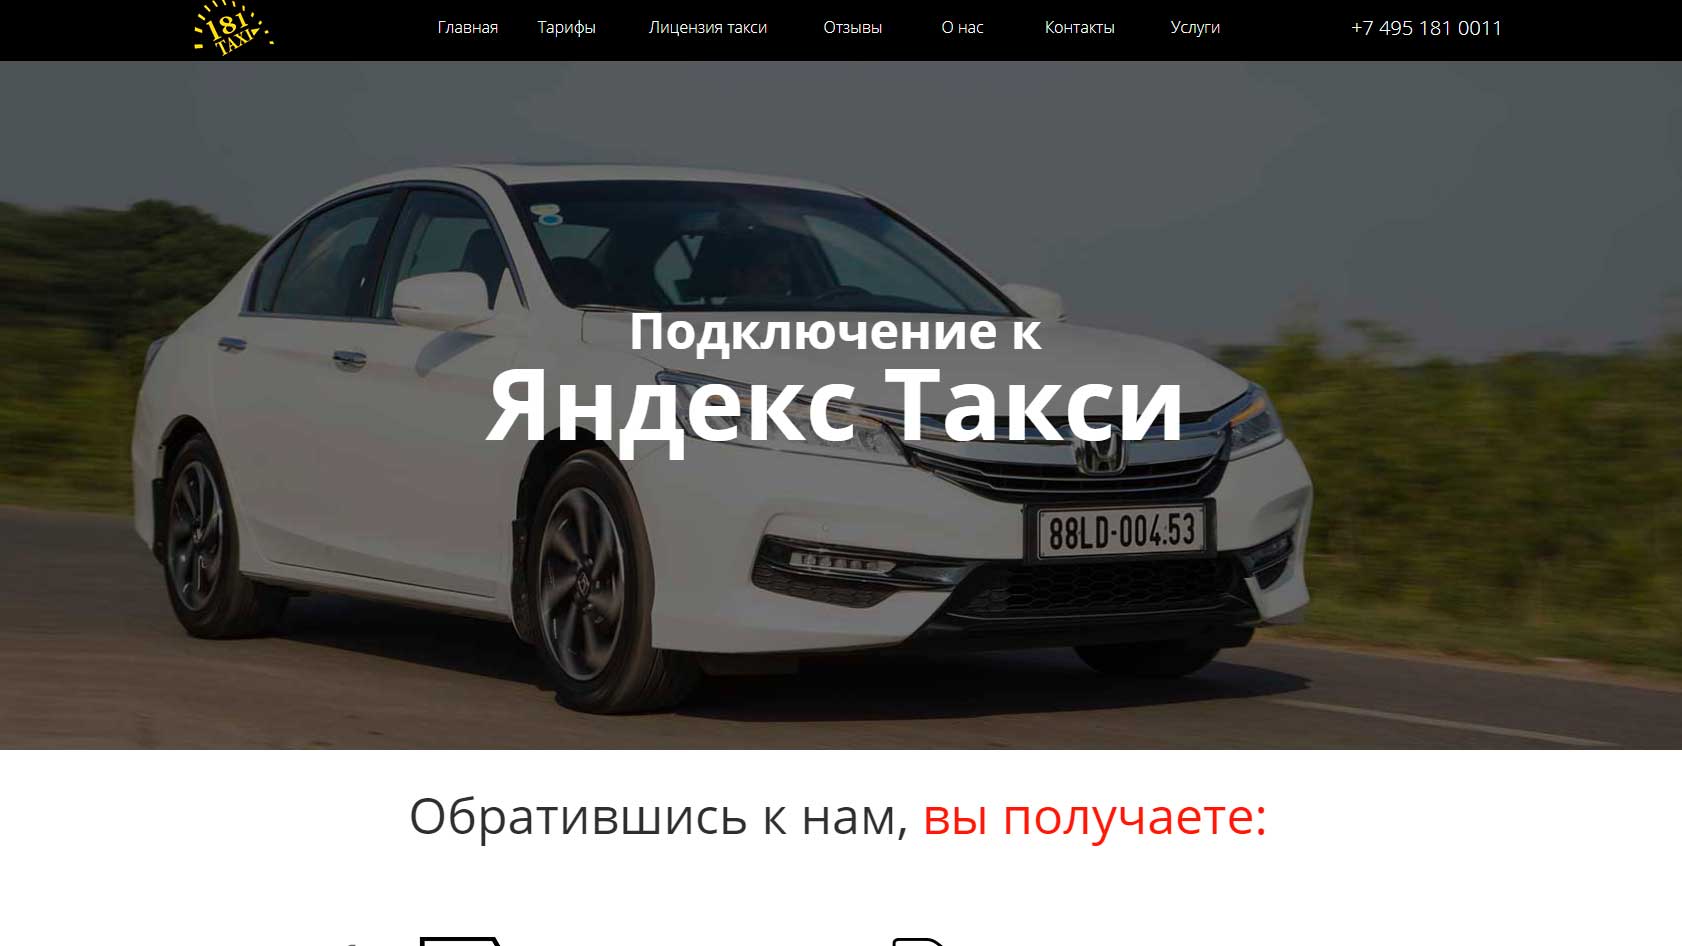 181
TAXI
Главная Тарифы Лицензия такси Отзывы О нас Контакты Услуги +7 495 181 0011
Подключение к
Яндекс Такси
88LD-004.53
Обратившись к нам, вы получаете: